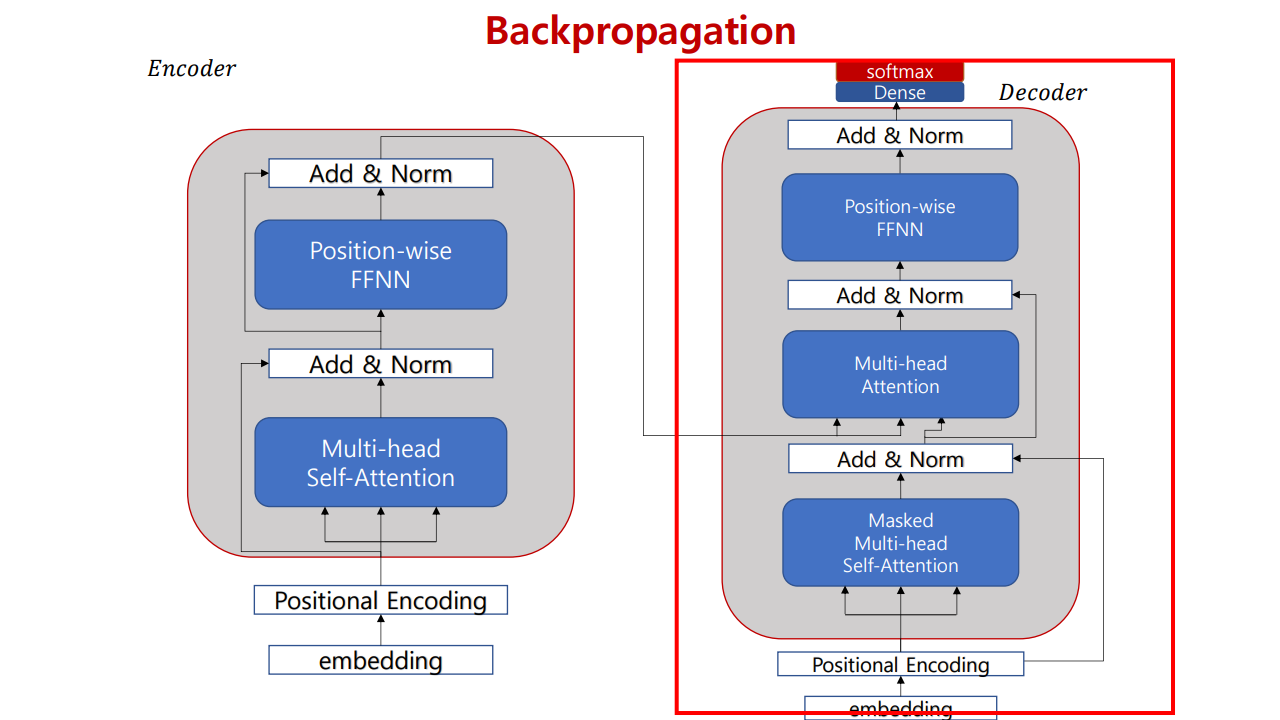 Backpropagation
Encoder
Add & Norm
Position-wise
FFNN
Add & Norm
Multi-head
Self-Attention
Positional Encoding
embedding
softmax
Dense
Decoder
Add & Norm
Position-wise
FFNN
Add & Norm
Multi-head
Attention
Add & Norm
Masked
Multi-head
Self-Attention
Positional Encoding
embedding